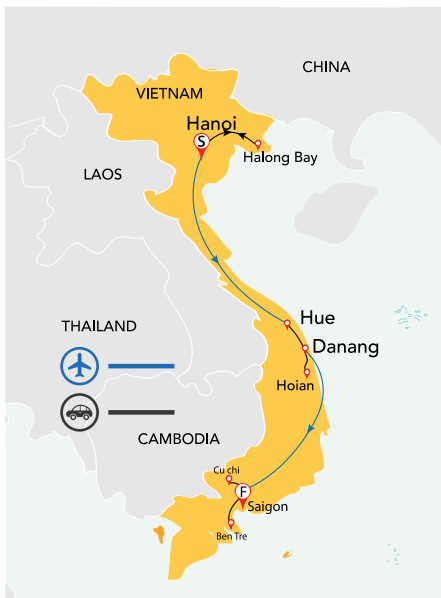 CHINA
VIETNAM
Hanoi
S
Halong Bay
LAOS
Hue
THAILAND
Danang
Hoian
CAMBODIA
Cu chi
F
Saigon
Ben Tre